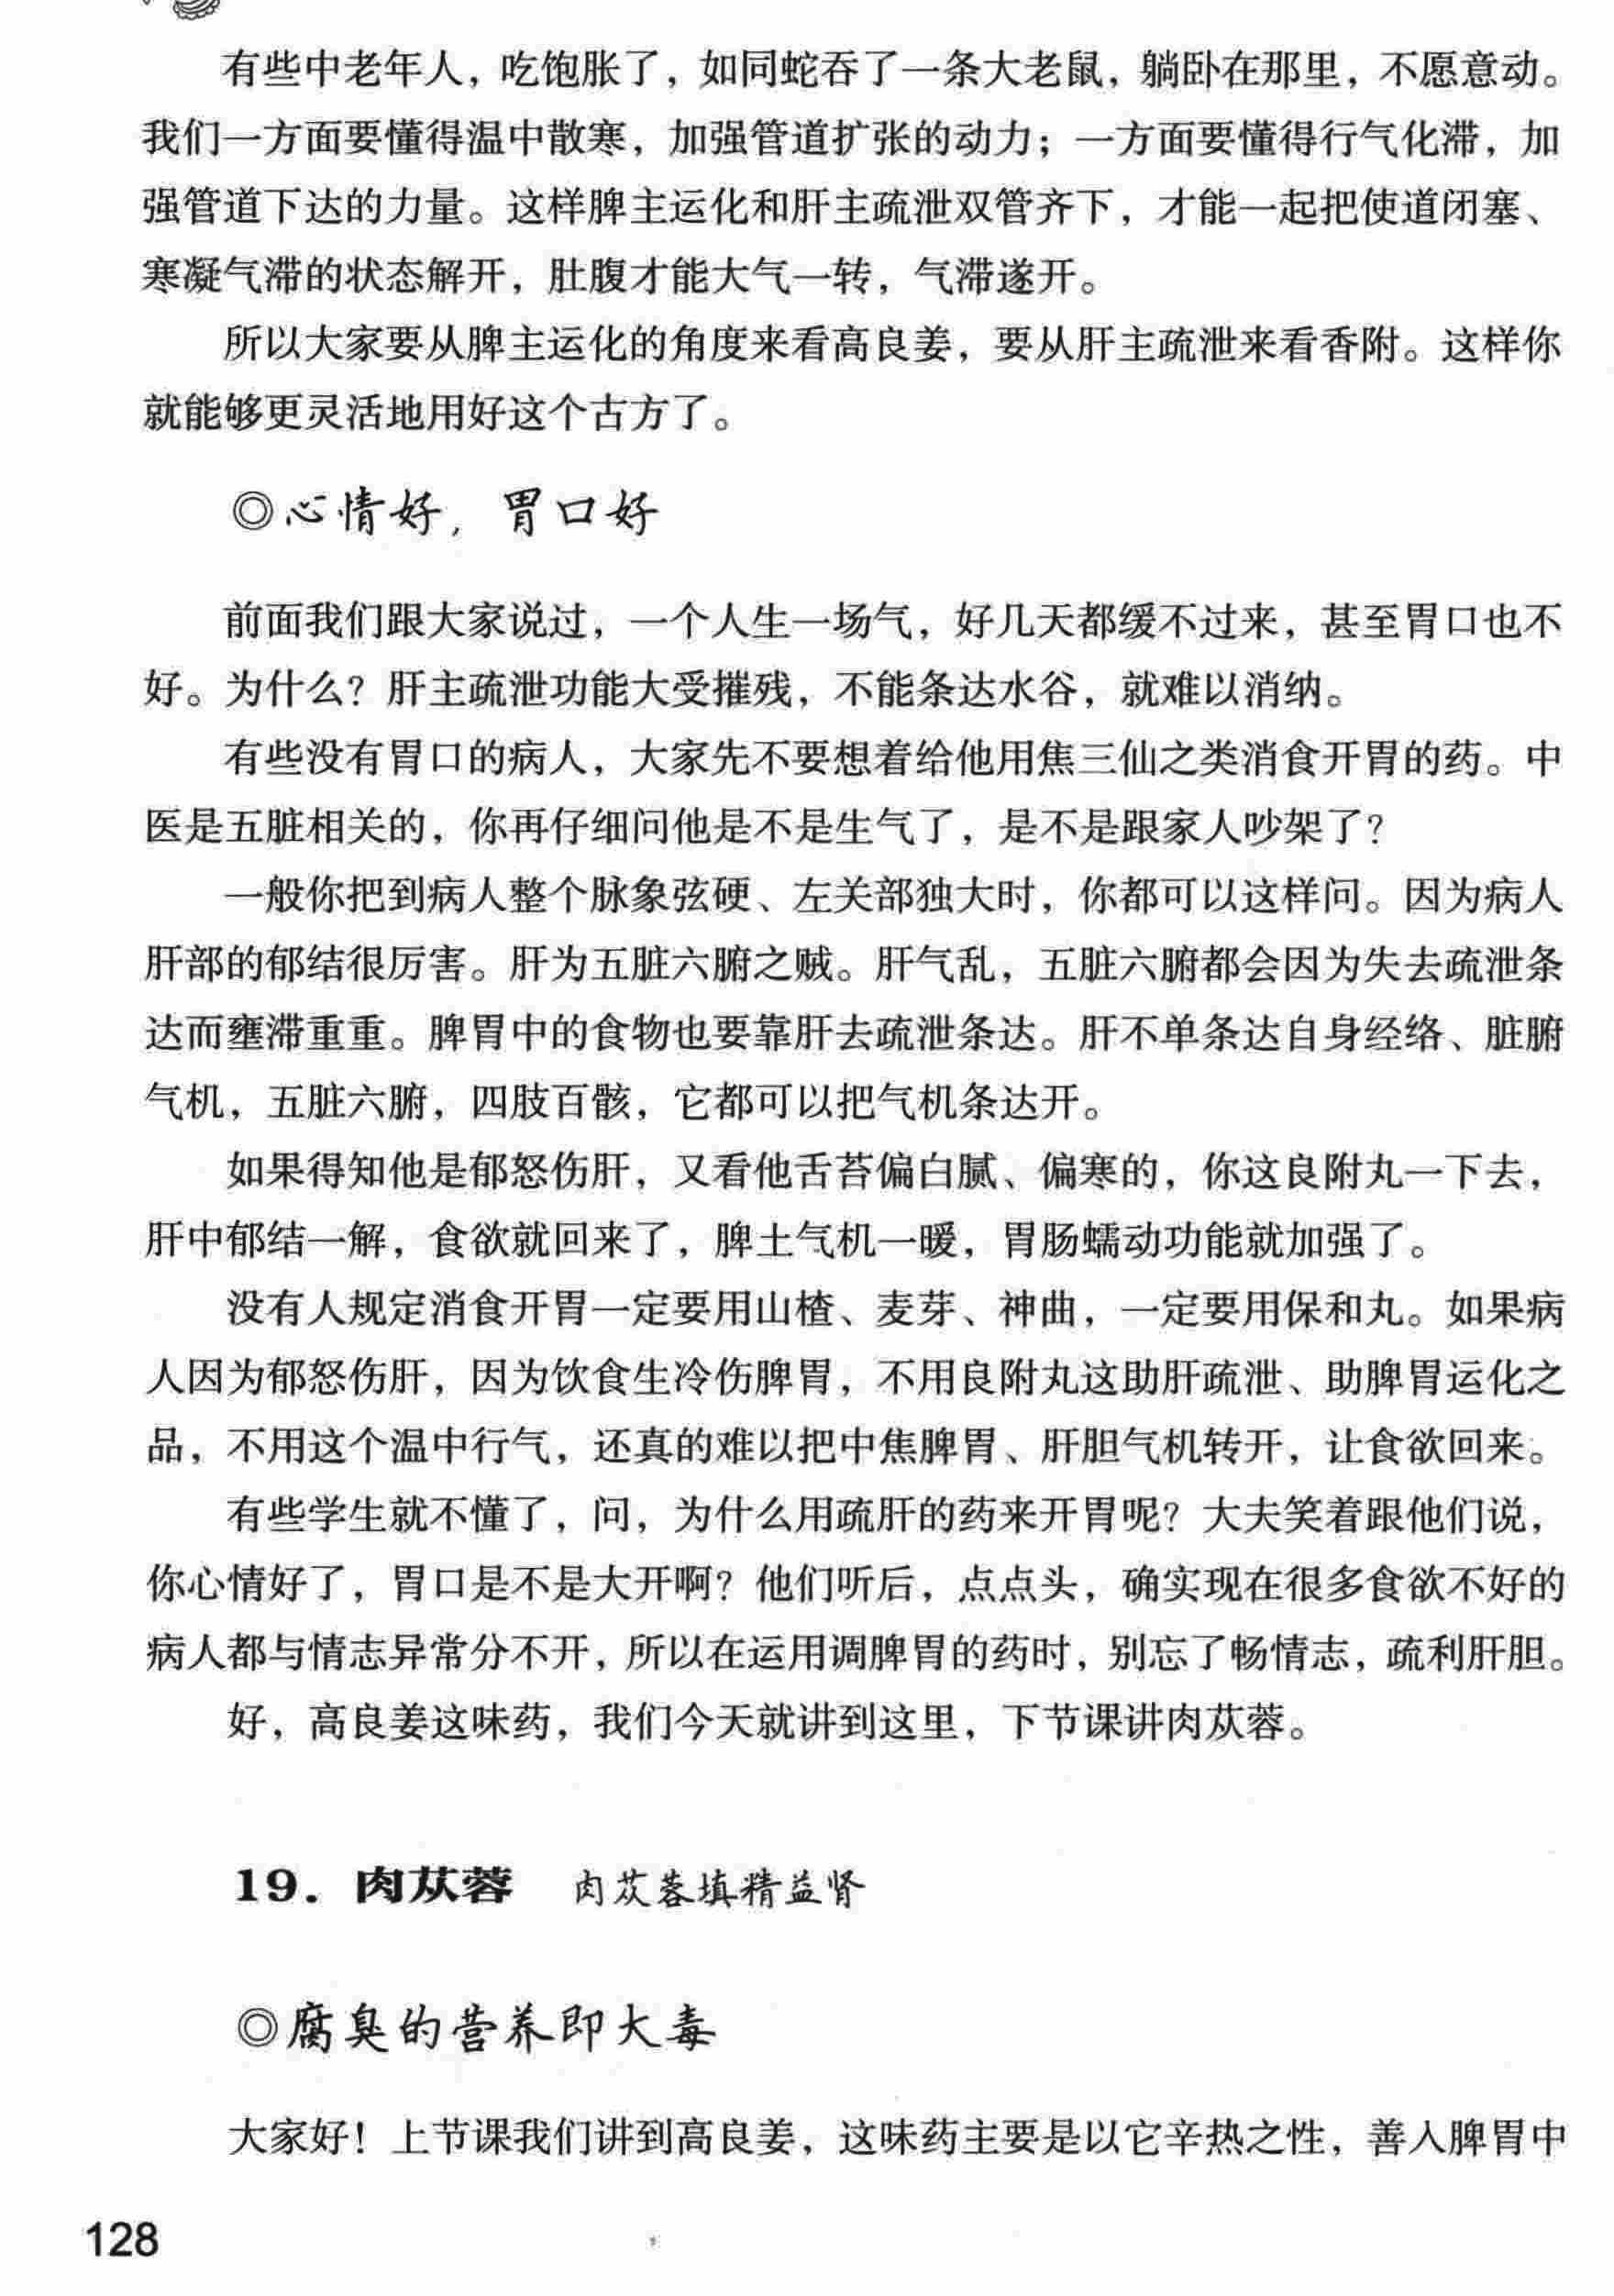 有些中老年人，吃饱胀了，如同蛇吞了一条大老鼠，躺卧在那里，不愿意动。
我们一方面要懂得温中散寒，加强管道扩张的动力；一方面要懂得行气化滞，加
强管道下达的力量。这样脾主运化和肝主疏泄双管齐下，才能一起把使道闭塞、
寒凝气滞的状态解开，肚腹才能大气一转，气滞遂开。
所以大家要从脾主运化的角度来看高良姜，要从肝主疏泄来看香附。这样你
就能够更灵活地用好这个古方了。
◎心情好，胃口好
前面我们跟大家说过，一个人生一场气，好几天都缓不过来，甚至胃口也不
好。为什么？肝主疏泄功能大受摧残，不能条达水谷，就难以消纳。
有些没有胃口的病人，大家先不要想着给他用焦三仙之类消食开胃的药。中
医是五脏相关的，你再仔细问他是不是生气了，是不是跟家人吵架了？
一般你把到病人整个脉象弦硬、左关部独大时，你都可以这样问。因为病人
肝部的郁结很厉害。肝为五脏六腑之贼。肝气乱，五脏六腑都会因为失去疏泄条
达而壅滞重重。脾胃中的食物也要靠肝去疏泄条达。肝不单条达自身经络、脏腑
气机，五脏六腑，四肢百骸，它都可以把气机条达开。
如果得知他是郁怒伤肝，又看他舌苔偏白腻、偏寒的，你这良附丸一下去，
肝中郁结一解，食欲就回来了，脾土气机一暖，胃肠蠕动功能就加强了。
没有人规定消食开胃一定要用山楂、麦芽、神曲，一定要用保和丸。如果病
人因为郁怒伤肝，因为饮食生冷伤脾胃，不用良附丸这助肝疏泄、助脾胃运化之
品，不用这个温中行气，还真的难以把中焦脾胃、肝胆气机转开，让食欲回来。
有些学生就不懂了，问，为什么用疏肝的药来开胃呢？大夫笑着跟他们说，
你心情好了，胃口是不是大开啊？他们听后，点点头，确实现在很多食欲不好的
病人都与情志异常分不开，所以在运用调脾胃的药时，别忘了畅情志，疏利肝胆。
好，高良姜这味药，我们今天就讲到这里，下节课讲肉苁蓉。
19．肉苁蓉 肉苁蓉填精益肾
◎腐臭的营养即大毒
大家好！上节课我们讲到高良姜，这味药主要是以它辛热之性，善入脾胃中
128